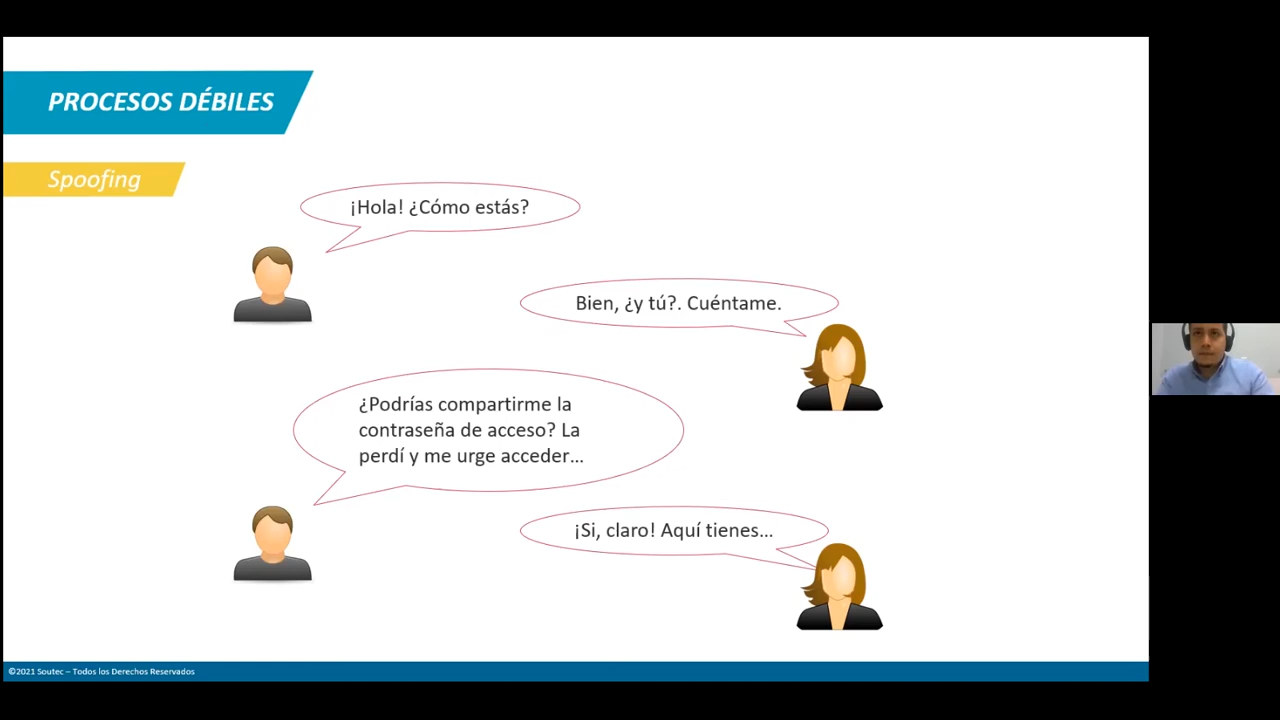 PROCESOS DÉBILES
Spoofing
¡Hola! ¿Cómo estás?
Bien, ¿y tú?. Cuéntame.
¿Podrías compartirme la
contraseña de acceso? La
perdí y me urge acceder...
¡Si, claro! Aquí tienes...
©2021 Soutec – Todos los Derechos Reservados